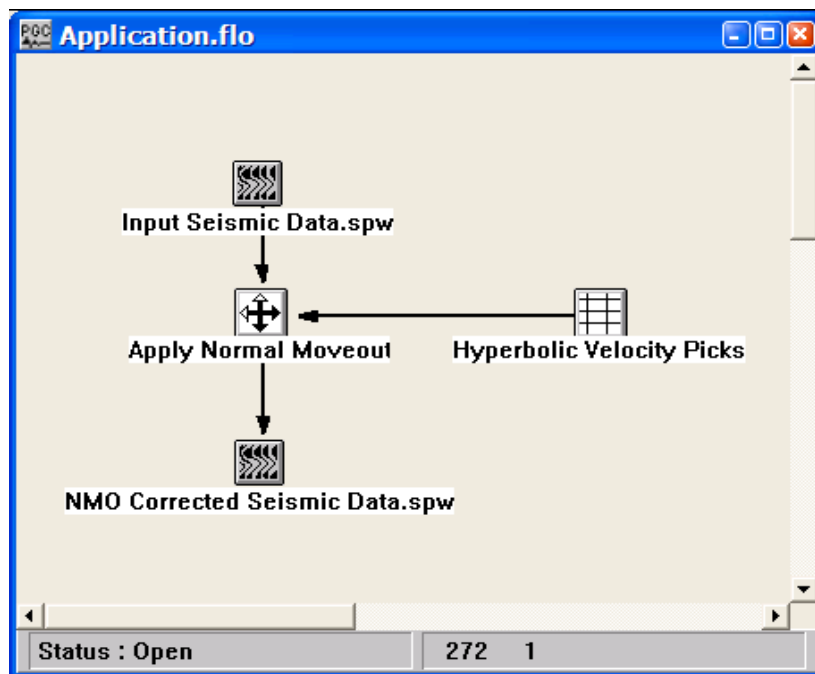 PGC
Application.flo
Input Seismic Data.spw
Apply Normal Moveout
Hyperbolic Velocity Picks
NMO Corrected Seismic Data.spw
Status : Open
272 1